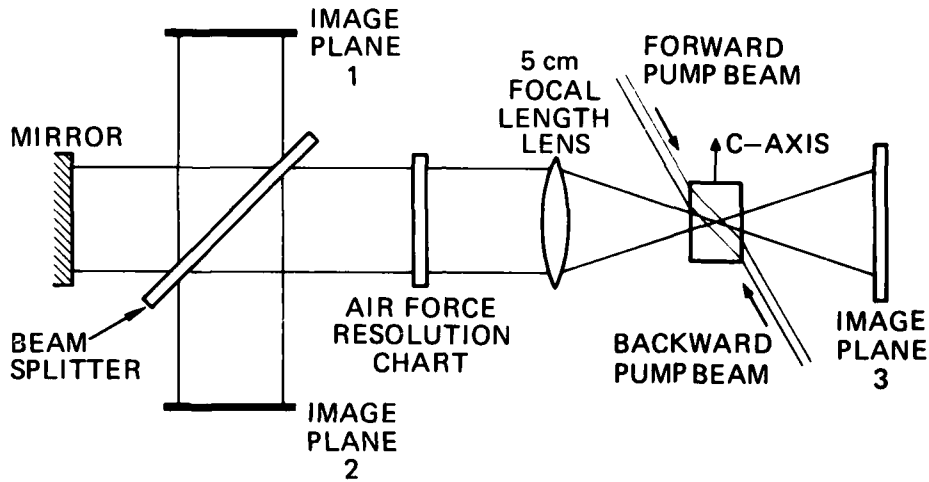 IMAGE
PLANE
1
MIRROR
5 cm
FOCAL
LENGTH
LENS
FORWARD
PUMP BEAM
C-AXIS
BEAM
SPLITTER
AIR FORCE
RESOLUTION
CHART
BACKWARD
PUMP BEAM
IMAGE
PLANE
3
IMAGE
PLANE
2